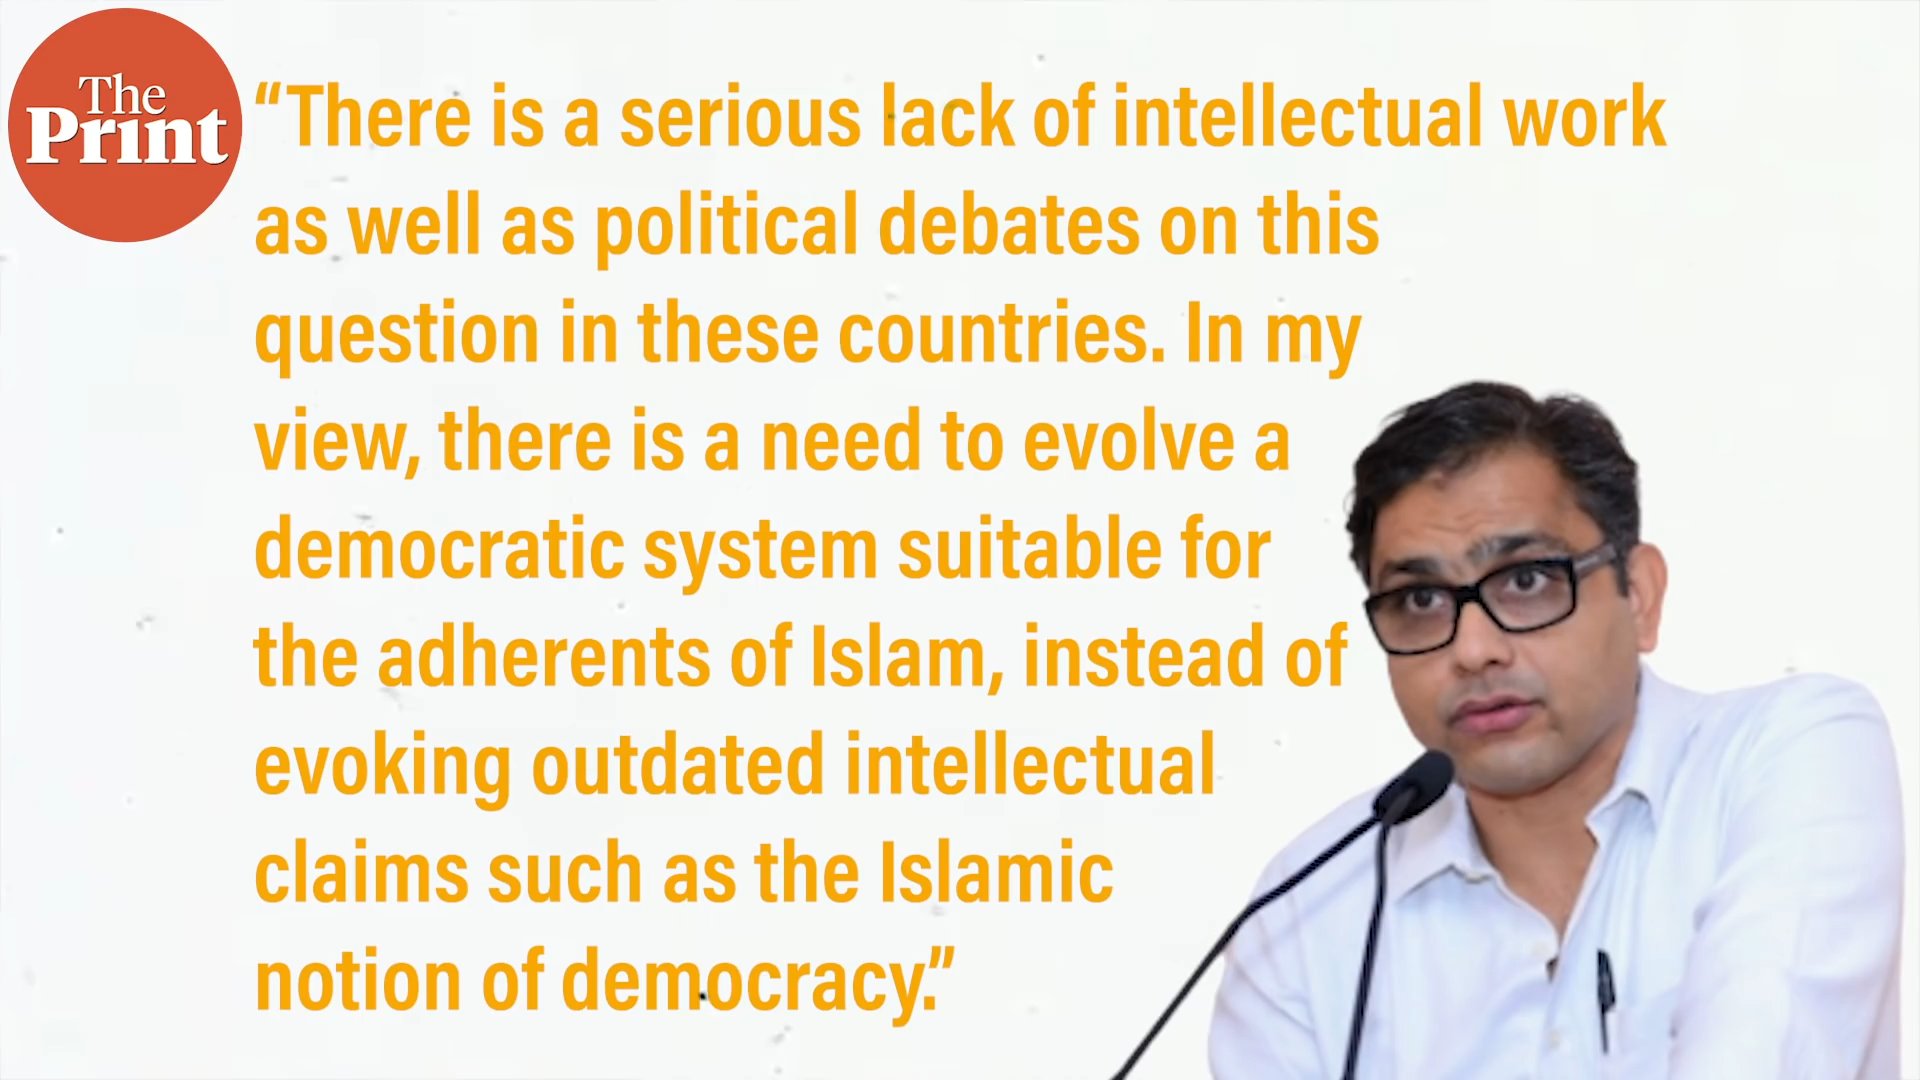 The
Print
“There is a serious lack of intellectual work
as well as political debates on this
question in these countries. In my
view, there is a need to evolve a
democratic system suitable for
the adherents of Islam, instead of
evoking outdated intellectual
claims such as the Islamic
notion of democracy.”